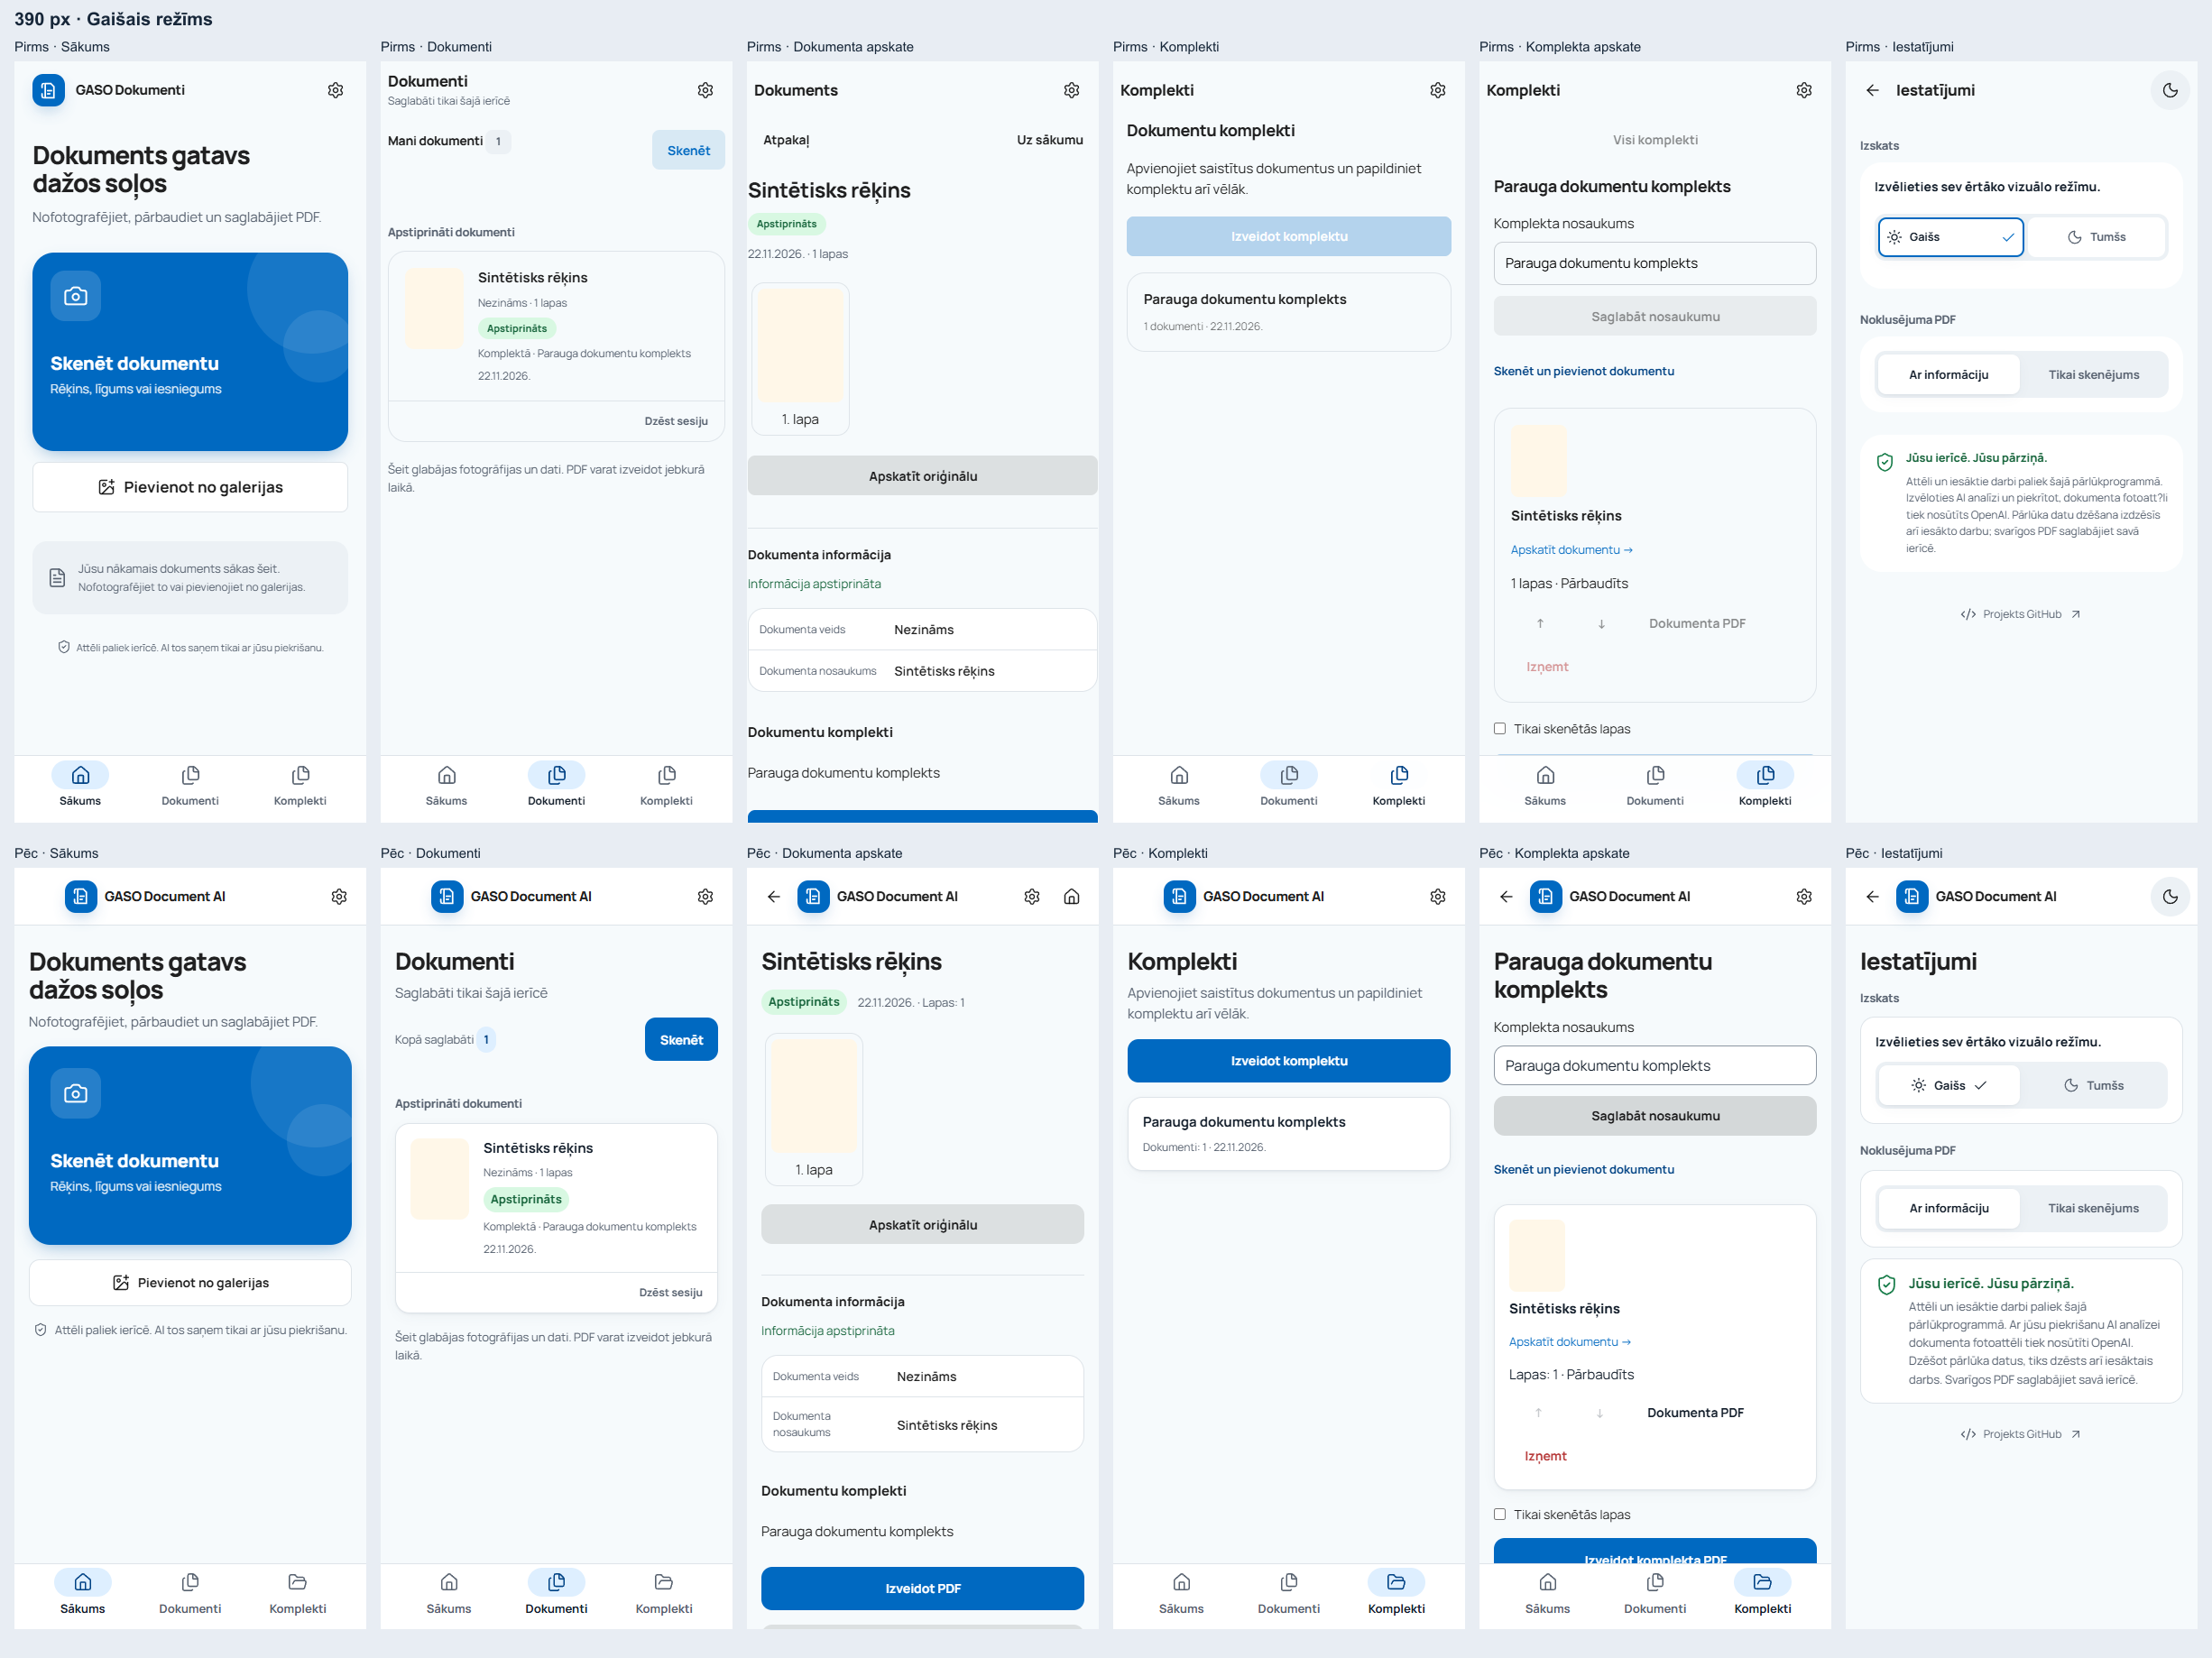 390 px · Gaišais režīms
Pirms · Sākums
GASO Dokumenti
Dokuments gatavs
dažos soļos
Nofotografējiet, pārbaudiet un saglabājiet PDF.
Skenēt dokumentu
Rēķins, līgums vai iesniegums
Pievienot no galerijas
Jūsu nākamais dokuments sākas šeit.
Nofotografējiet to vai pievienojiet no galerijas.
Attēli paliek ierīcē. AI tos saņem tikai ar jūsu piekrišanu.
Sākums
Dokumenti
Komplekti
Pirms · Dokumenti
Dokumenti
Saglabāti tikai šajā ierīcē
Mani dokumenti 1
Skenēt
Apstiprināti dokumenti
Sintētisks rēķins
Nezināms · 1 lapas
Apstiprināts
Komplektā · Parauga dokumentu komplekts
22.11.2026.
Dzēst sesiju
Šeit glabājas fotogrāfijas un dati. PDF varat izveidot jebkurā
laikā.
Sākums
Dokumenti
Komplekti
Pirms · Dokumenta apskate
Dokuments
Atpakaļ
Uz sākumu
Sintētisks rēķins
Apstiprināts
22.11.2026. · 1 lapa
1. lapa
Apskatīt oriģinālu
Dokumenta informācija
Informācija apstiprināta
Dokumenta veids
Nezināms
Dokumenta nosaukums
Sintētisks rēķins
Dokumentu komplekti
Parauga dokumentu komplekts
Pirms · Komplekti
Komplekti
Dokumentu komplekti
Apvienojiet saistītus dokumentus un papildiniet
komplektu arī vēlāk.
Izveidot komplektu
Parauga dokumentu komplekts
1 dokumenti · 22.11.2026.
Sākums
Dokumenti
Komplekti
Pirms · Komplekta apskate
Komplekti
Visi komplekti
Parauga dokumentu komplekts
Komplekta nosaukums
Parauga dokumentu komplekts
Saglabāt nosaukumu
Skenēt un pievienot dokumentu
Sintētisks rēķins
Apskatīt dokumentu →
1 lapas · Pārbaudīts
↑
↓
Dokumenta PDF
Izņemt
Tikai skenētās lapas
Sākums
Dokumenti
Komplekti
Pirms · Iestatījumi
Iestatījumi
Izskats
Izvēlieties sev ērtāko vizuālo režīmu.
Gaišs
Tumšs
Noklusējuma PDF
Ar informāciju
Tikai skenējums
Jūsu ierīcē. Jūsu pārziņā.
Attēli un iesāktie darbi paliek šajā pārlūkprogrammā.
Izvēloties AI analīzi un piekrītot, dokumenta fotoatt?li
tiek nosūtīts OpenAI. Pārlūka datu dzēšana izdzēsīs
arī iesākto darbu; svarīgos PDF saglabājiet savā
ierīcē.
Projekts GitHub
Pēc · Sākums
GASO Document AI
Dokuments gatavs
dažos soļos
Nofotografējiet, pārbaudiet un saglabājiet PDF.
Skenēt dokumentu
Rēķins, līgums vai iesniegums
Pievienot no galerijas
Attēli paliek ierīcē. AI tos saņem tikai ar jūsu piekrišanu.
Sākums
Dokumenti
Komplekti
Pēc · Dokumenti
GASO Document AI
Dokumenti
Saglabāti tikai šajā ierīcē
Kopā saglabāti 1
Skenēt
Apstiprināti dokumenti
Sintētisks rēķins
Nezināms · 1 lapas
Apstiprināts
Komplektā · Parauga dokumentu komplekts
22.11.2026.
Dzēst sesiju
Šeit glabājas fotogrāfijas un dati. PDF varat izveidot jebkurā
laikā.
Sākums
Dokumenti
Komplekti
Pēc · Dokumenta apskate
GASO Document AI
Sintētisks rēķins
Apstiprināts
22.11.2026. · Lapas: 1
1. lapa
Apskatīt oriģinālu
Dokumenta informācija
Informācija apstiprināta
Dokumenta veids
Nezināms
Dokumenta
nosaukums
Sintētisks rēķins
Dokumentu komplekti
Parauga dokumentu komplekts
Izveidot PDF
Pēc · Komplekti
GASO Document AI
Komplekti
Apvienojiet saistītus dokumentus un papildiniet
komplektu arī vēlāk.
Izveidot komplektu
Parauga dokumentu komplekts
Dokumenti: 1 · 22.11.2026.
Sākums
Dokumenti
Komplekti
Pēc · Komplekta apskate
GASO Document AI
Parauga dokumentu
komplekts
Komplekta nosaukums
Parauga dokumentu komplekts
Saglabāt nosaukumu
Skenēt un pievienot dokumentu
Sintētisks rēķins
Apskatīt dokumentu →
Lapas: 1 · Pārbaudīts
↑
↓
Dokumenta PDF
Izņemt
Tikai skenētās lapas
Izveidot komplekta PDF
Sākums
Dokumenti
Komplekti
Pēc · Iestatījumi
GASO Document AI
Iestatījumi
Izskats
Izvēlieties sev ērtāko vizuālo režīmu.
Gaišs
Tumšs
Noklusējuma PDF
Ar informāciju
Tikai skenējums
Jūsu ierīcē. Jūsu pārziņā.
Attēli un iesāktie darbi paliek šajā
pārlūkprogrammā. Ar jūsu piekrišanu AI analīzei
dokumenta fotoattēli tiek nosūtīti OpenAI.
Dzēšot pārlūka datus, tiks dzēsts arī iesāktais
darbs. Svarīgos PDF saglabājiet savā ierīcē.
Projekts GitHub